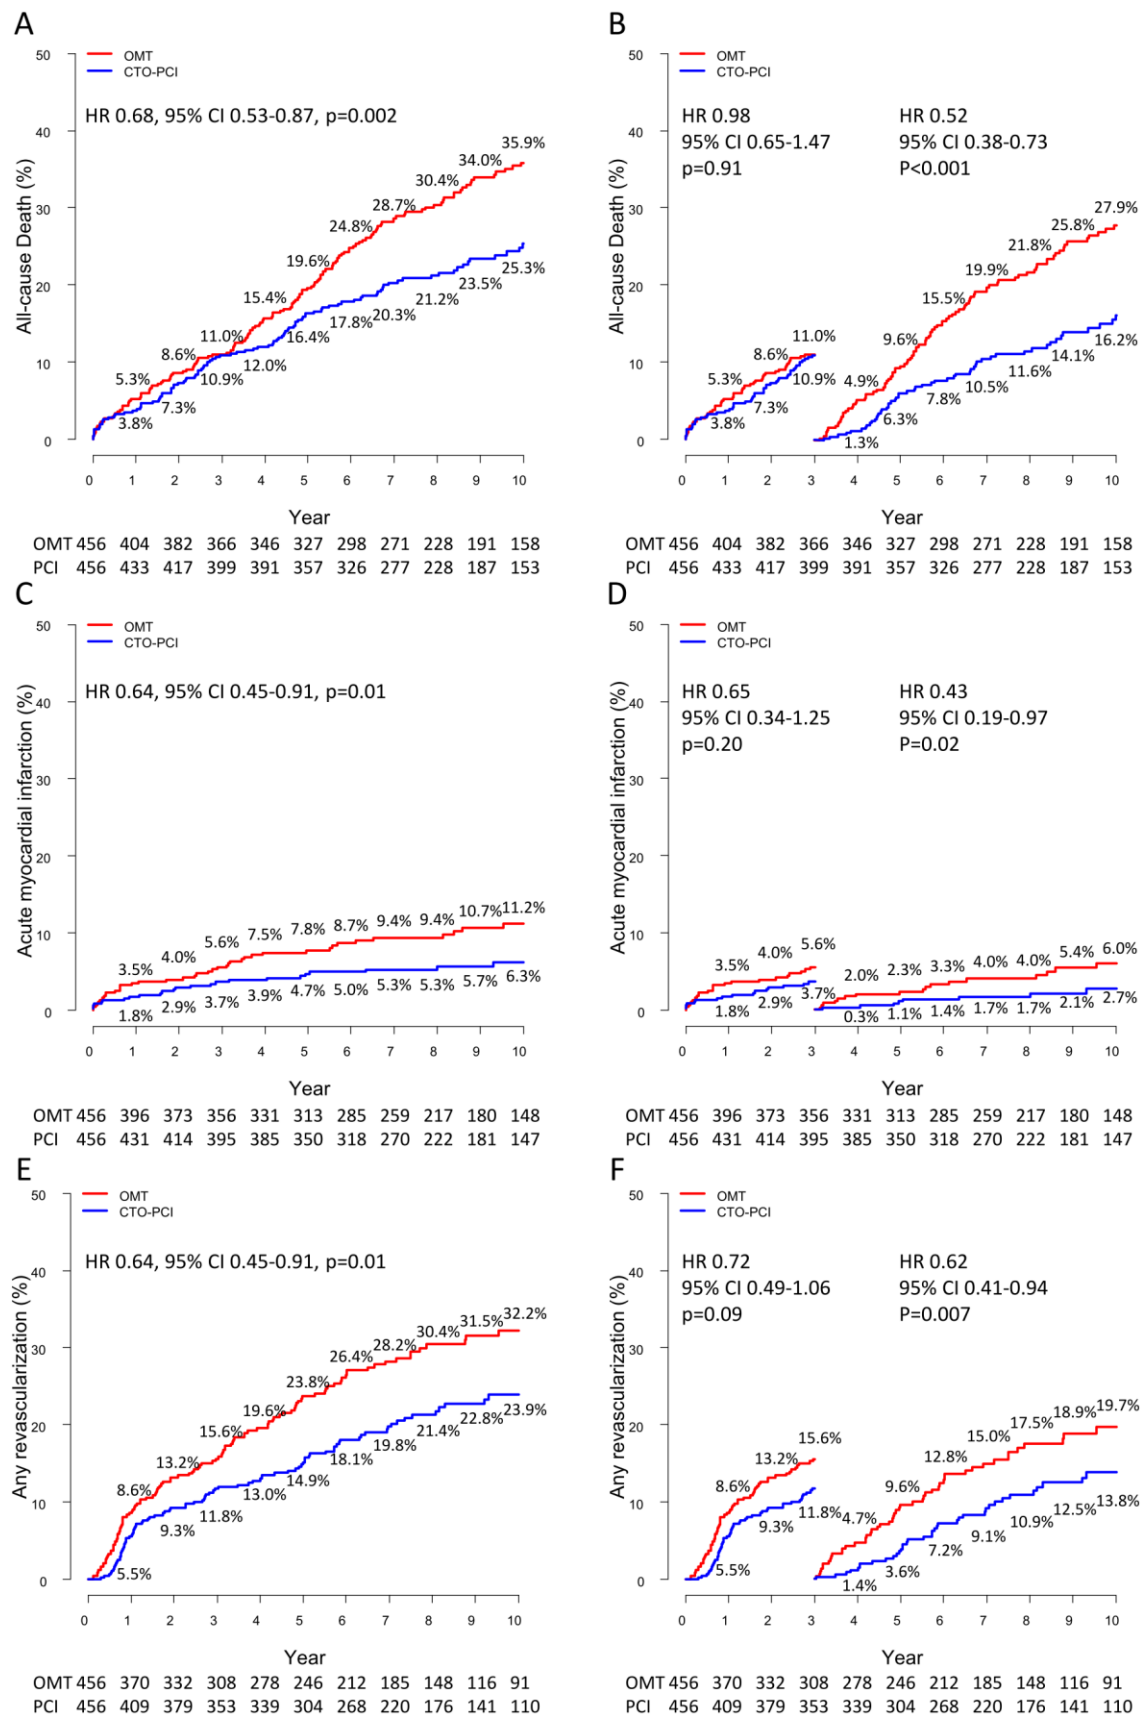 A
OMT
CTO-PCI
HR 0.68, 95% CI 0.53-0.87, p=0.002
All-cause Death (%)
50
40
30
20
10
0
5.3%
8.6%
11.0%
15.4%
19.6%
24.8%
28.7%
30.4%
34.0%
35.9%
3.8%
7.3%
10.9%
12.0%
16.4%
17.8%
20.3%
21.2%
23.5%
25.3%
0 1 2 3 4 5 6 7 8 9 10
Year
OMT 456 404 382 366 346 327 298 271 228 191 158
PCI 456 433 417 399 391 357 326 277 228 187 153
B
OMT
CTO-PCI
HR 0.98
95% CI 0.65-1.47
p=0.91
HR 0.52
95% CI 0.38-0.73
P<0.001
All-cause Death (%)
50
40
30
20
10
0
5.3%
8.6%
11.0%
4.9%
9.6%
15.5%
19.9%
21.8%
25.8%
27.9%
3.8%
7.3%
10.9%
1.3%
6.3%
7.8%
10.5%
11.6%
14.1%
16.2%
0 1 2 3 4 5 6 7 8 9 10
Year
OMT 456 404 382 366 346 327 298 271 228 191 158
PCI 456 433 417 399 391 357 326 277 228 187 153
C
OMT
CTO-PCI
HR 0.64, 95% CI 0.45-0.91, p=0.01
Acute myocardial infarction (%)
50
40
30
20
10
0
3.5%
4.0%
5.6%
7.5%
7.8%
8.7%
9.4%
9.4%
10.7%
11.2%
1.8%
2.9%
3.7%
3.9%
4.7%
5.0%
5.3%
5.3%
5.7%
6.3%
0 1 2 3 4 5 6 7 8 9 10
Year
OMT 456 396 373 356 331 313 285 259 217 180 148
PCI 456 431 414 395 385 350 318 270 222 181 147
D
OMT
CTO-PCI
HR 0.65
95% CI 0.34-1.25
p=0.20
HR 0.43
95% CI 0.19-0.97
P=0.02
Acute myocardial infarction (%)
50
40
30
20
10
0
3.5%
4.0%
5.6%
2.0%
2.3%
3.3%
4.0%
4.0%
5.4%
6.0%
1.8%
2.9%
3.7%
0.3%
1.1%
1.4%
1.7%
1.7%
2.1%
2.7%
0 1 2 3 4 5 6 7 8 9 10
Year
OMT 456 396 373 356 331 313 285 259 217 180 148
PCI 456 431 414 395 385 350 318 270 222 181 147
E
OMT
CTO-PCI
HR 0.64, 95% CI 0.45-0.91, p=0.01
Any revascularization (%)
50
40
30
20
10
0
8.6%
13.2%
15.6%
19.6%
23.8%
26.4%
28.2%
30.4%
31.5%
32.2%
5.5%
9.3%
11.8%
13.0%
14.9%
18.1%
19.8%
21.4%
22.8%
23.9%
0 1 2 3 4 5 6 7 8 9 10
Year
OMT 456 370 332 308 278 246 212 185 148 116 91
PCI 456 409 379 353 339 304 268 220 176 141 110
F
OMT
CTO-PCI
HR 0.72
95% CI 0.49-1.06
p=0.09
HR 0.62
95% CI 0.41-0.94
P=0.007
Any revascularization (%)
50
40
30
20
10
0
8.6%
13.2%
15.6%
4.7%
9.6%
12.8%
15.0%
17.5%
18.9%
19.7%
5.5%
9.3%
11.8%
1.4%
3.6%
7.2%
9.1%
10.9%
12.5%
13.8%
0 1 2 3 4 5 6 7 8 9 10
Year
OMT 456 370 332 308 278 246 212 185 148 116 91
PCI 456 409 379 353 339 304 268 220 176 141 110